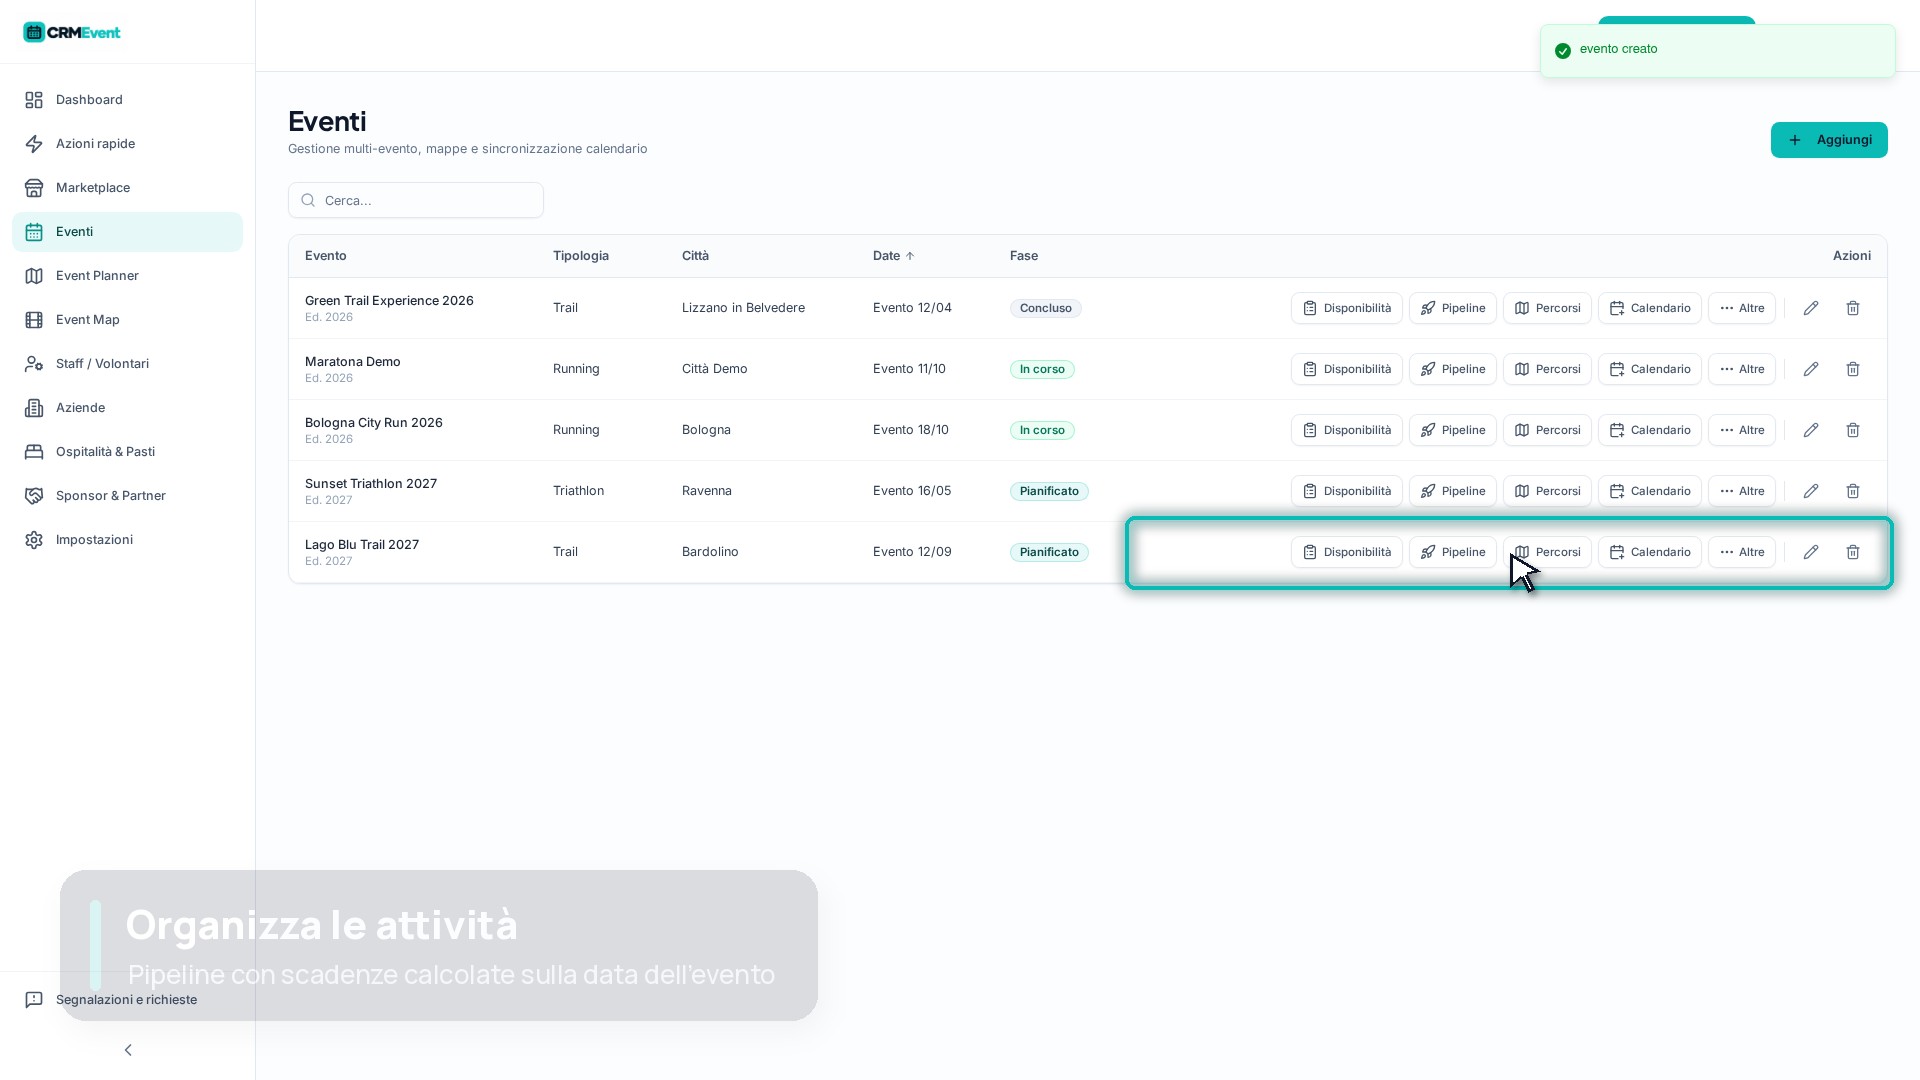 CRMEvent
evento creato
Dashboard
Azioni rapide
Marketplace
Eventi
Event Planner
Event Map
Staff / Volontari
Aziende
Ospitalità & Pasti
Sponsor & Partner
Impostazioni
Segnalazioni e richieste
Eventi
Gestione multi-evento, mappe e sincronizzazione calendario
Aggiungi
Cerca...
Evento Tipologia Città Date Fase Azioni
Green Trail Experience 2026 Trail Lizzano in Belvedere Evento 12/04 Concluso Disponibilità Pipeline Percorsi Calendario Altre
Ed. 2026
Maratona Demo Running Città Demo Evento 11/10 In corso Disponibilità Pipeline Percorsi Calendario Altre
Ed. 2026
Bologna City Run 2026 Running Bologna Evento 18/10 In corso Disponibilità Pipeline Percorsi Calendario Altre
Ed. 2026
Sunset Triathlon 2027 Triathlon Ravenna Evento 16/05 Pianificato Disponibilità Pipeline Percorsi Calendario Altre
Ed. 2027
Lago Blu Trail 2027 Trail Bardolino Evento 12/09 Pianificato Disponibilità Pipeline Percorsi Calendario Altre
Ed. 2027
Organizza le attività
Pipeline con scadenze calcolate sulla data dell'evento